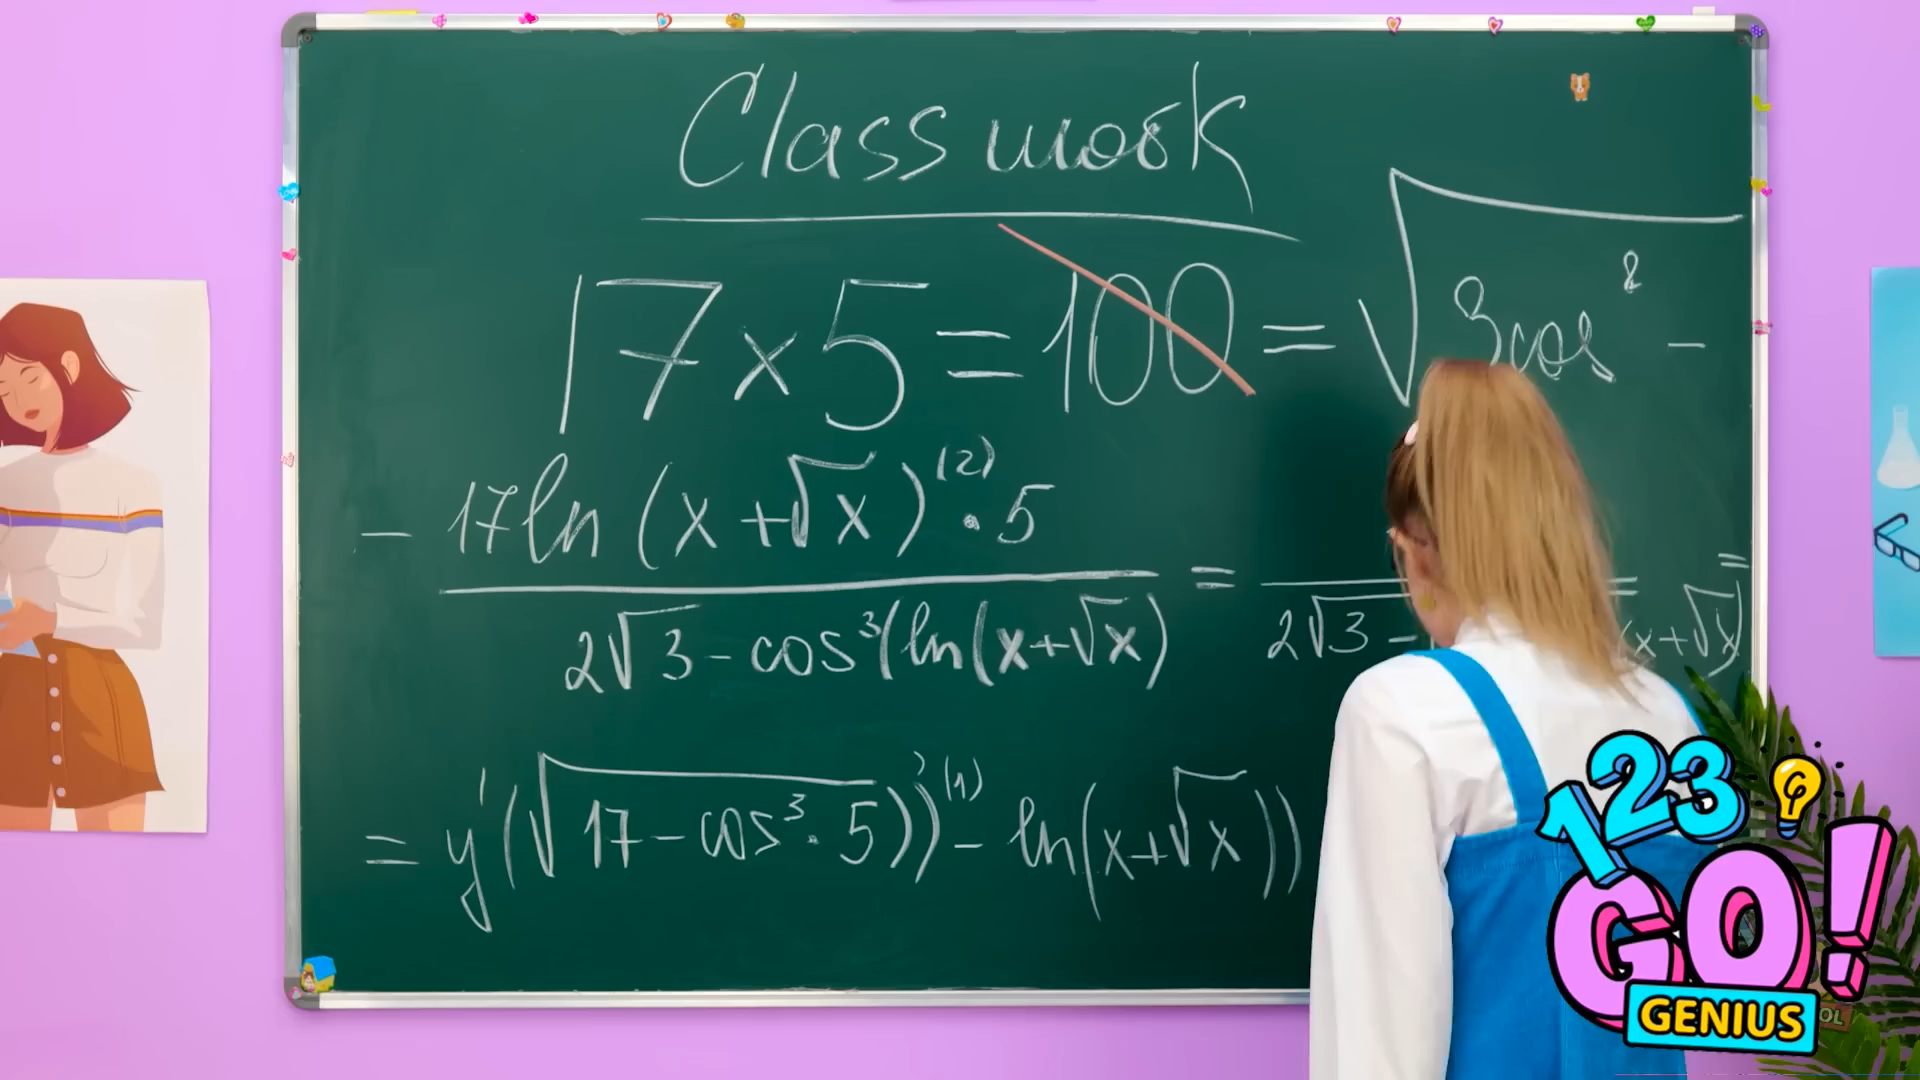 Class work
17 x 5 = 100 = √3cos⁸ -
- 17ln (x + √x)⁽²⁾ · 5 / 2√3 - cos³(ln(x+√x) = / 2√3 - (x+√x) =
= y'(√17 - cos³ · 5))'⁽¹⁾ - ln(x+√x))
123 GO!
GENIUS